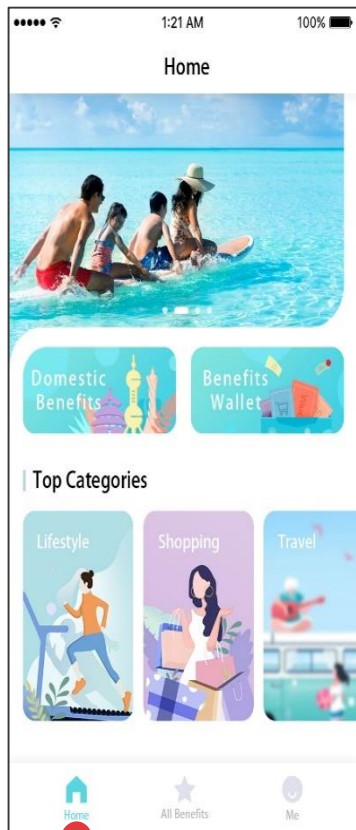 1:21 AM
100%
Home
Domestic
Benefits
Benefits
Wallet
Top Categories
Lifestyle
Shopping
Travel
Home
All Benefits
Me